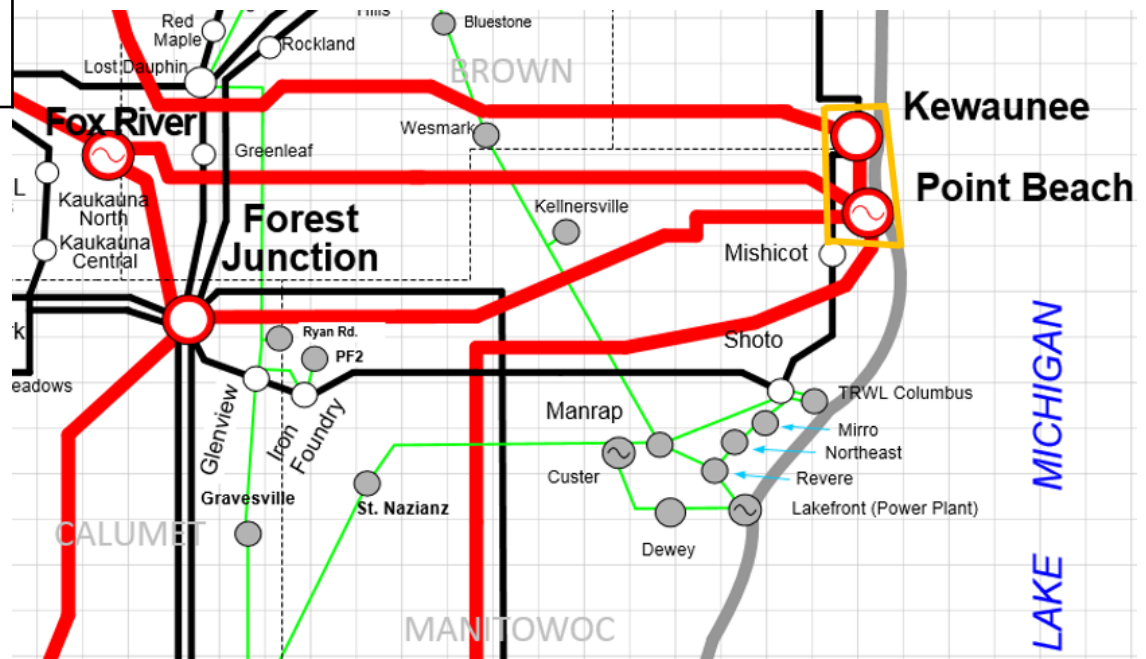 Red
Maple
Bluestone
Rockland
Lost Dauphin
BROWN
Kewaunee
Fox River
Wesmark
Greenleaf
L
Kaukauna
North
Point Beach
Kellnersville
Forest
Junction
Kaukauna
Central
Mishicot
Ryan Rd.
PF2
Shoto
eadows
TRWL Columbus
Manrap
Mirro
Glenview
Iron
Foundry
Northeast
Custer
Revere
Gravesville
St. Nazianz
Lakefront (Power Plant)
CALUMET
Dewey
MANITOWOC
LAKE MICHIGAN